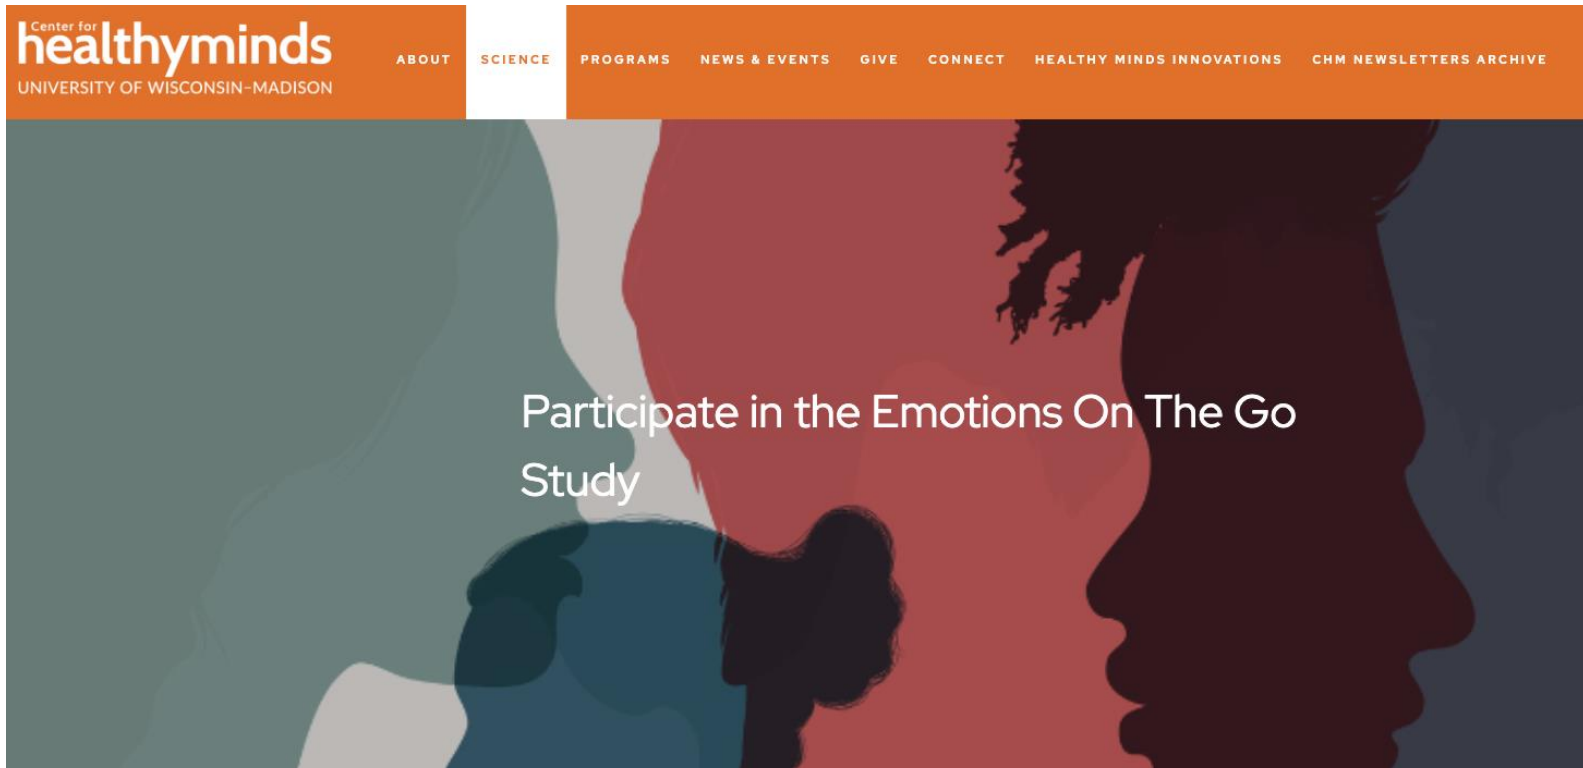 Center for
healthyminds
UNIVERSITY OF WISCONSIN–MADISON
ABOUT SCIENCE PROGRAMS NEWS & EVENTS GIVE CONNECT HEALTHY MINDS INNOVATIONS CHM NEWSLETTERS ARCHIVE
Participate in the Emotions On The Go
Study